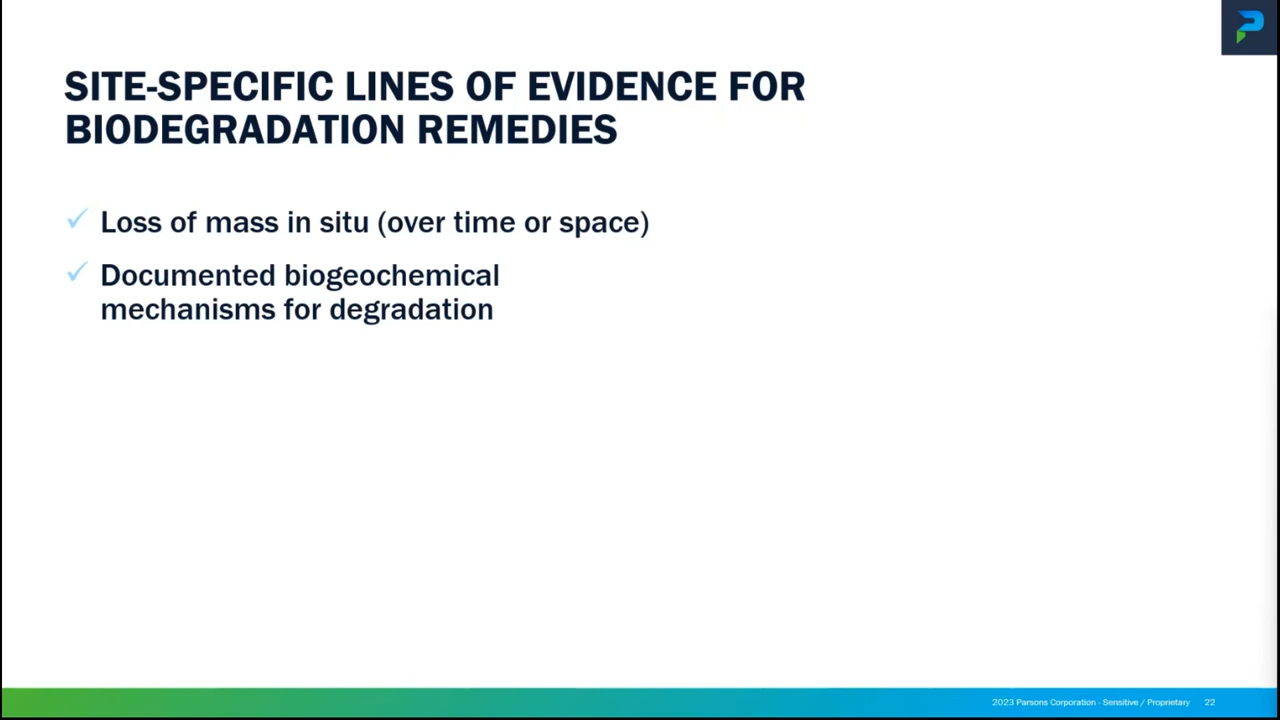 SITE-SPECIFIC LINES OF EVIDENCE FOR
BIODEGRADATION REMEDIES
Loss of mass in situ (over time or space)
Documented biogeochemical
mechanisms for degradation
2023 Parsons Corporation - Sensitive / Proprietary 22